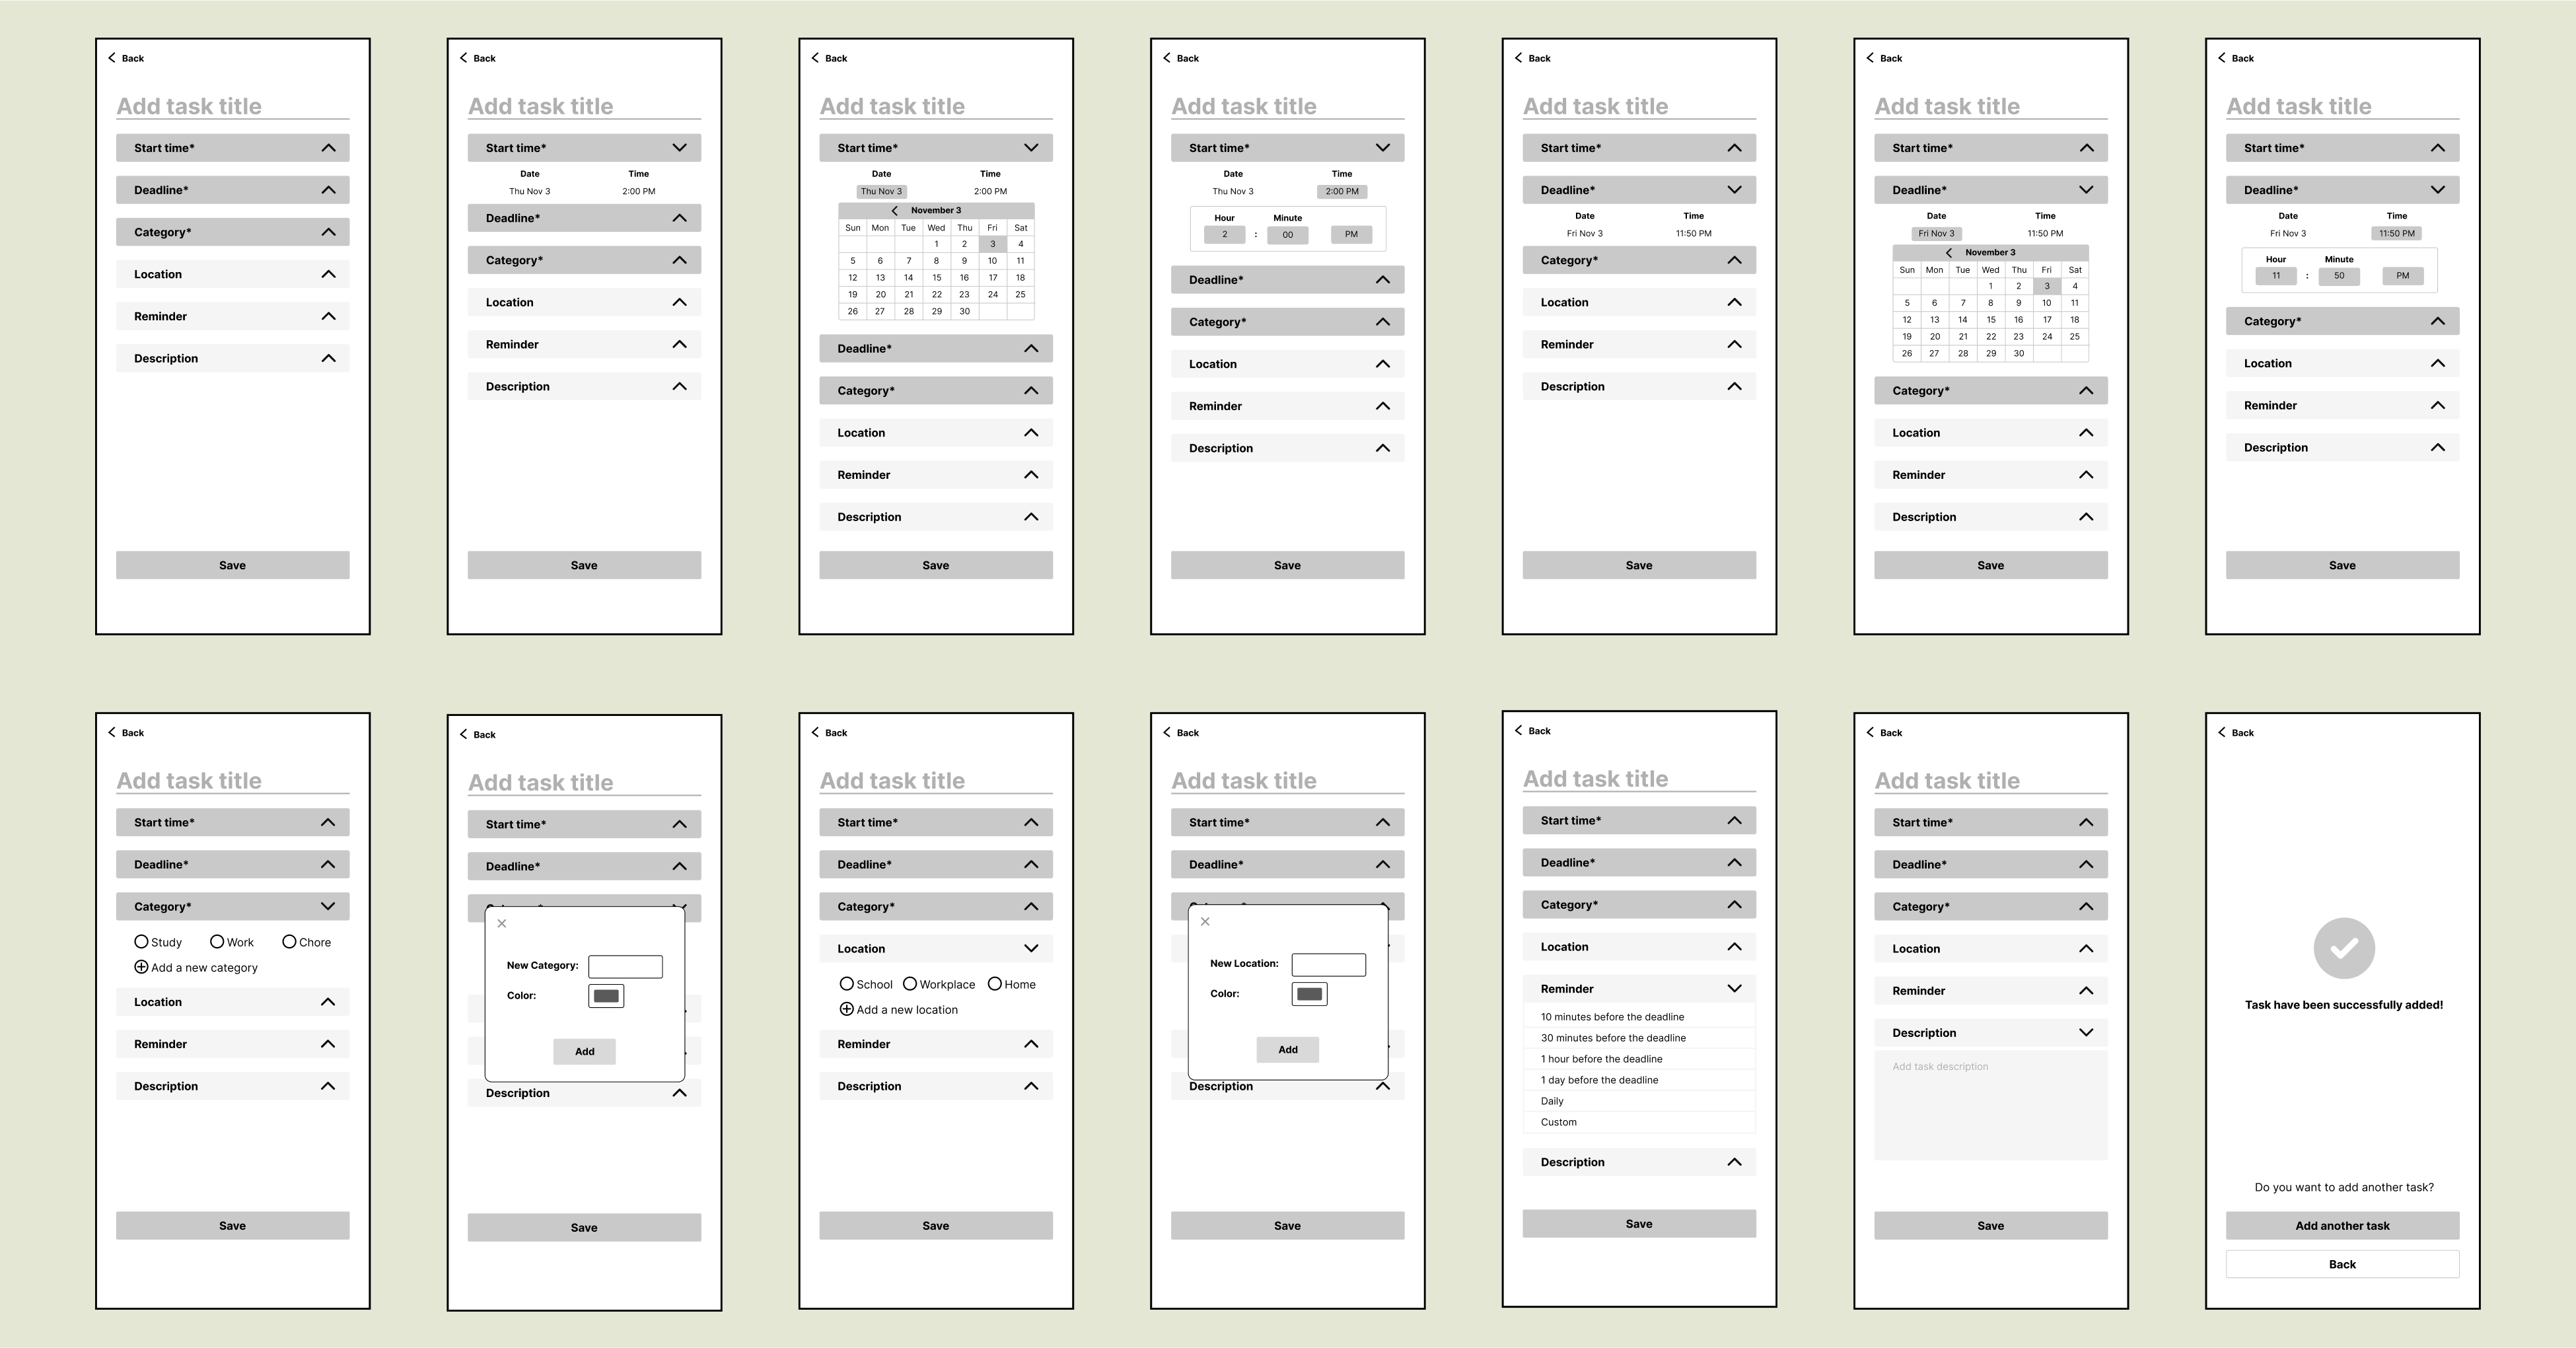 Back
Add task title
Start time*
Deadline*
Category*
Location
Reminder
Description
Save
Back
Add task title
Start time*
Date Time
Thu Nov 3 2:00 PM
Deadline*
Category*
Location
Reminder
Description
Save
Back
Add task title
Start time*
Date Time
Thu Nov 3 2:00 PM
November 3
Sun Mon Tue Wed Thu Fri Sat
1 2 3 4
5 6 7 8 9 10 11
12 13 14 15 16 17 18
19 20 21 22 23 24 25
26 27 28 29 30
Deadline*
Category*
Location
Reminder
Description
Save
Back
Add task title
Start time*
Date Time
Thu Nov 3 2:00 PM
Hour Minute
2 : 00 PM
Deadline*
Category*
Location
Reminder
Description
Save
Back
Add task title
Start time*
Deadline*
Date Time
Fri Nov 3 11:50 PM
Category*
Location
Reminder
Description
Save
Back
Add task title
Start time*
Deadline*
Date Time
Fri Nov 3 11:50 PM
November 3
Sun Mon Tue Wed Thu Fri Sat
1 2 3 4
5 6 7 8 9 10 11
12 13 14 15 16 17 18
19 20 21 22 23 24 25
26 27 28 29 30
Category*
Location
Reminder
Description
Save
Back
Add task title
Start time*
Deadline*
Date Time
Fri Nov 3 11:50 PM
Hour Minute
11 : 50 PM
Category*
Location
Reminder
Description
Save
Back
Add task title
Start time*
Deadline*
Category*
Study Work Chore
Add a new category
Location
Reminder
Description
Save
Back
Add task title
Start time*
Deadline*
New Category:
Color:
Add
Description
Save
Back
Add task title
Start time*
Deadline*
Category*
Location
School Workplace Home
Add a new location
Reminder
Description
Save
Back
Add task title
Start time*
Deadline*
New Location:
Color:
Add
Description
Save
Back
Add task title
Start time*
Deadline*
Category*
Location
Reminder
10 minutes before the deadline
30 minutes before the deadline
1 hour before the deadline
1 day before the deadline
Daily
Custom
Description
Save
Back
Add task title
Start time*
Deadline*
Category*
Location
Reminder
Description
Add task description
Save
Back
Task have been successfully added!
Do you want to add another task?
Add another task
Back